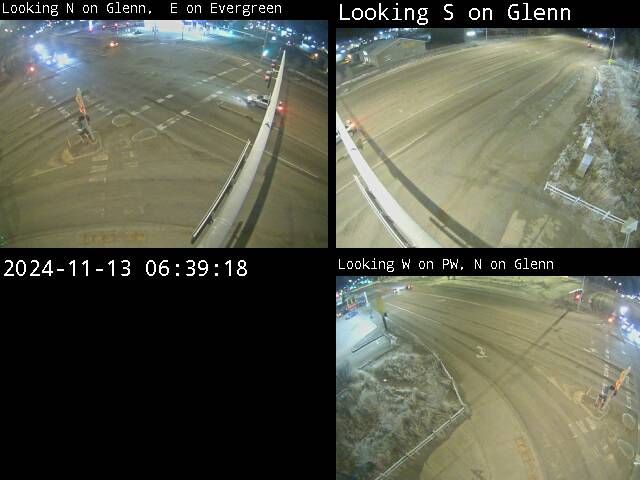 Looking N on Glenn,  E on Evergreen
Looking S on Glenn
2024-11-13 06:39:18
Looking W on PW, N on Glenn